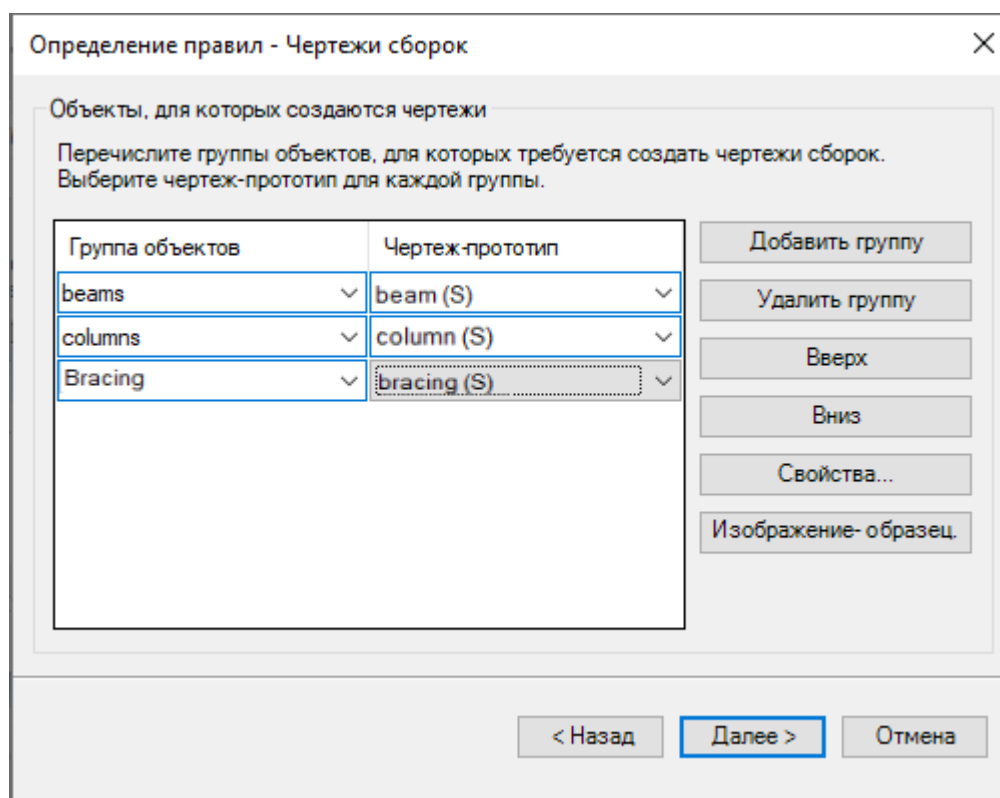 Определение правил - Чертежи сборок
Объекты, для которых создаются чертежи
Перечислите группы объектов, для которых требуется создать чертежи сборок.
Выберите чертеж-прототип для каждой группы.
Группа объектов Чертеж-прототип
beams beam (S)
columns column (S)
Bracing bracing (S)
Добавить группу
Удалить группу
Вверх
Вниз
Свойства...
Изображение- образец.
< Назад Далее > Отмена